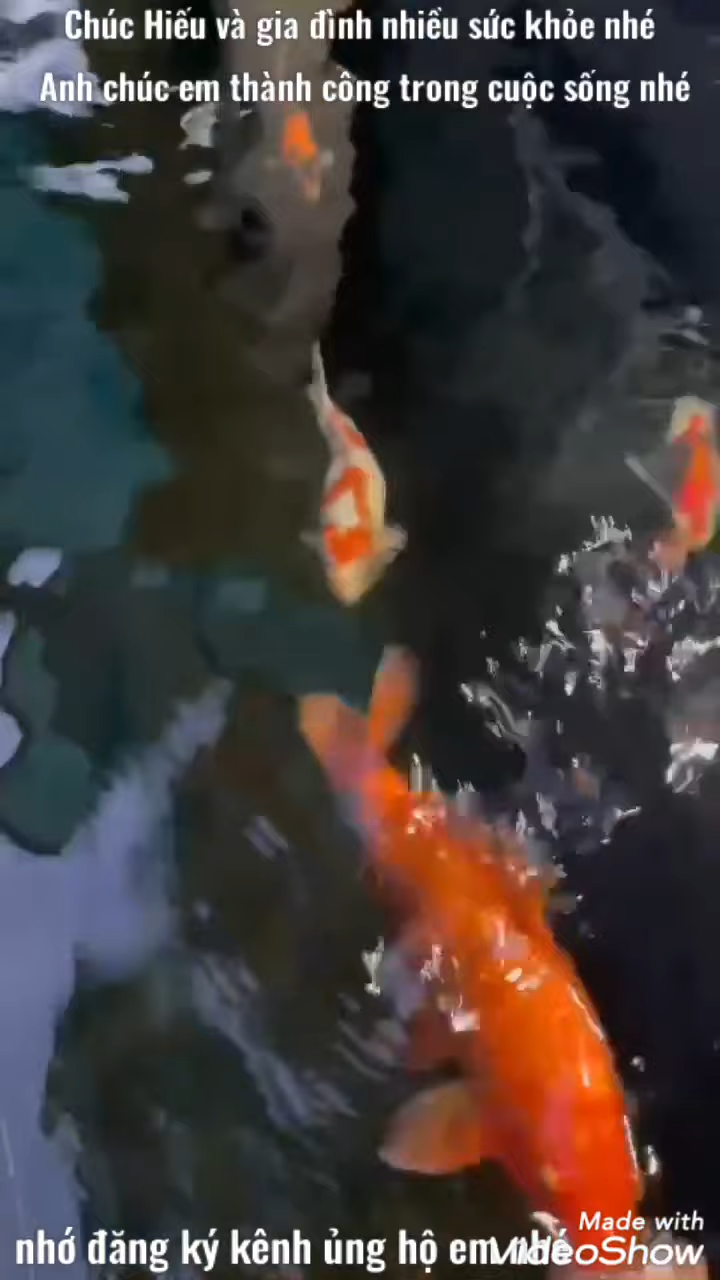 Chúc Hiếu và gia đình nhiều sức khỏe nhé
Anh chúc em thành công trong cuộc sống nhé
nhớ đăng ký kênh ủng hộ em nhé
Made with
VideoShow